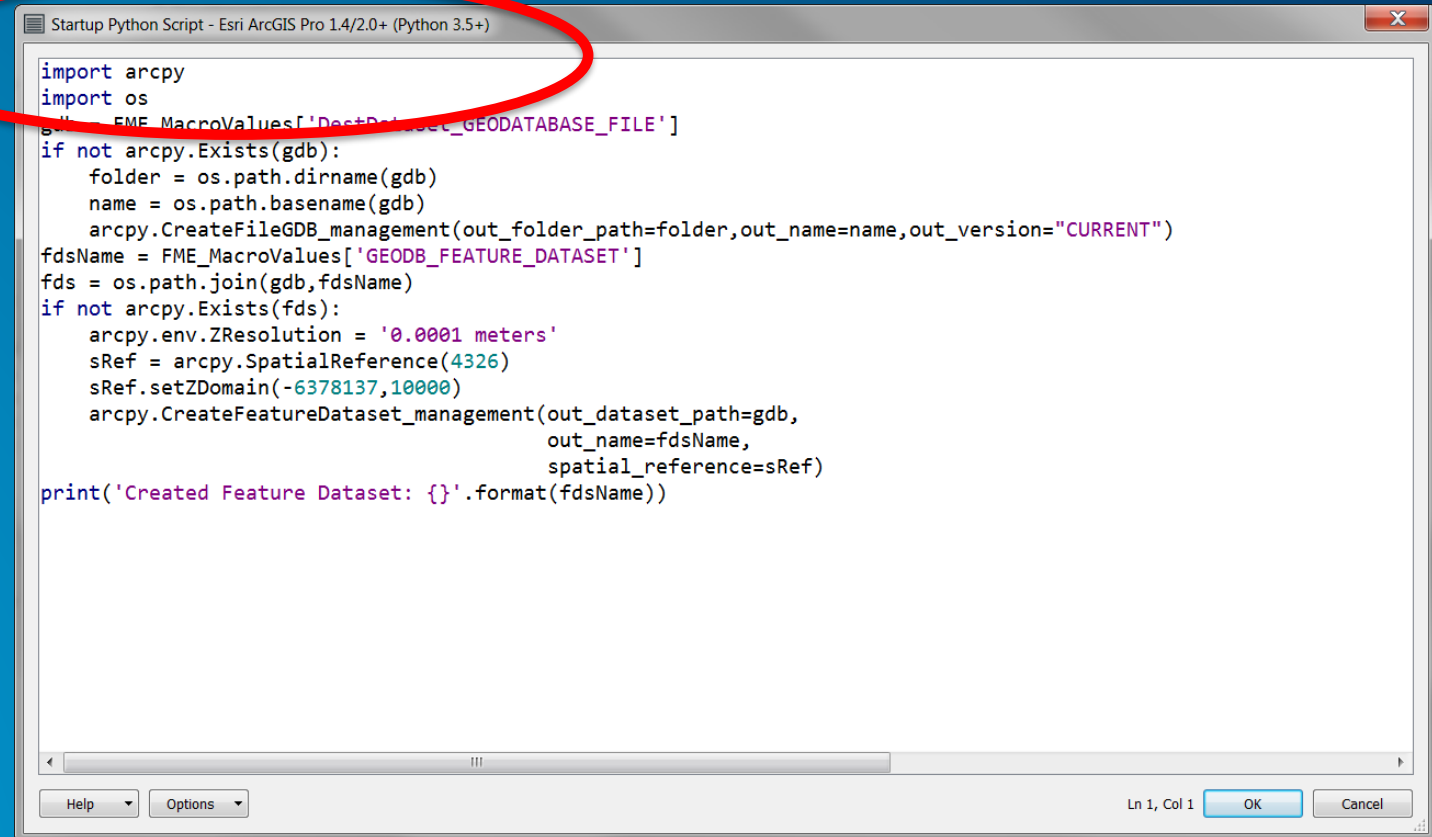 Startup Python Script - Esri ArcGIS Pro 1.4/2.0+ (Python 3.5+)
import arcpy
import os
gdb = FME_MacroValues['DestDataset_GEODATABASE_FILE']
if not arcpy.Exists(gdb):
    folder = os.path.dirname(gdb)
    name = os.path.basename(gdb)
    arcpy.CreateFileGDB_management(out_folder_path=folder,out_name=name,out_version="CURRENT")
fdsName = FME_MacroValues['GEODB_FEATURE_DATASET']
fds = os.path.join(gdb,fdsName)
if not arcpy.Exists(fds):
    arcpy.env.ZResolution = '0.0001 meters'
    sRef = arcpy.SpatialReference(4326)
    sRef.setZDomain(-6378137,10000)
    arcpy.CreateFeatureDataset_management(out_dataset_path=gdb,
                                          out_name=fdsName,
                                          spatial_reference=sRef)
print('Created Feature Dataset: {}'.format(fdsName))
Help Options Ln 1, Col 1 OK Cancel